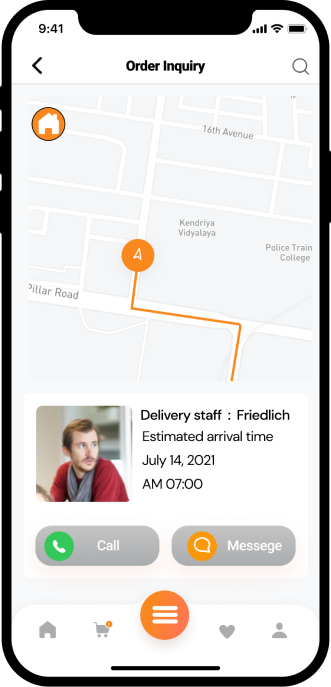 9:41
Order Inquiry
16th Avenue
Kendriya
Vidyalaya
Police Train
College
Pillar Road
Delivery staff : Friedlich
Estimated arrival time
July 14, 2021
AM 07:00
Call
Messege